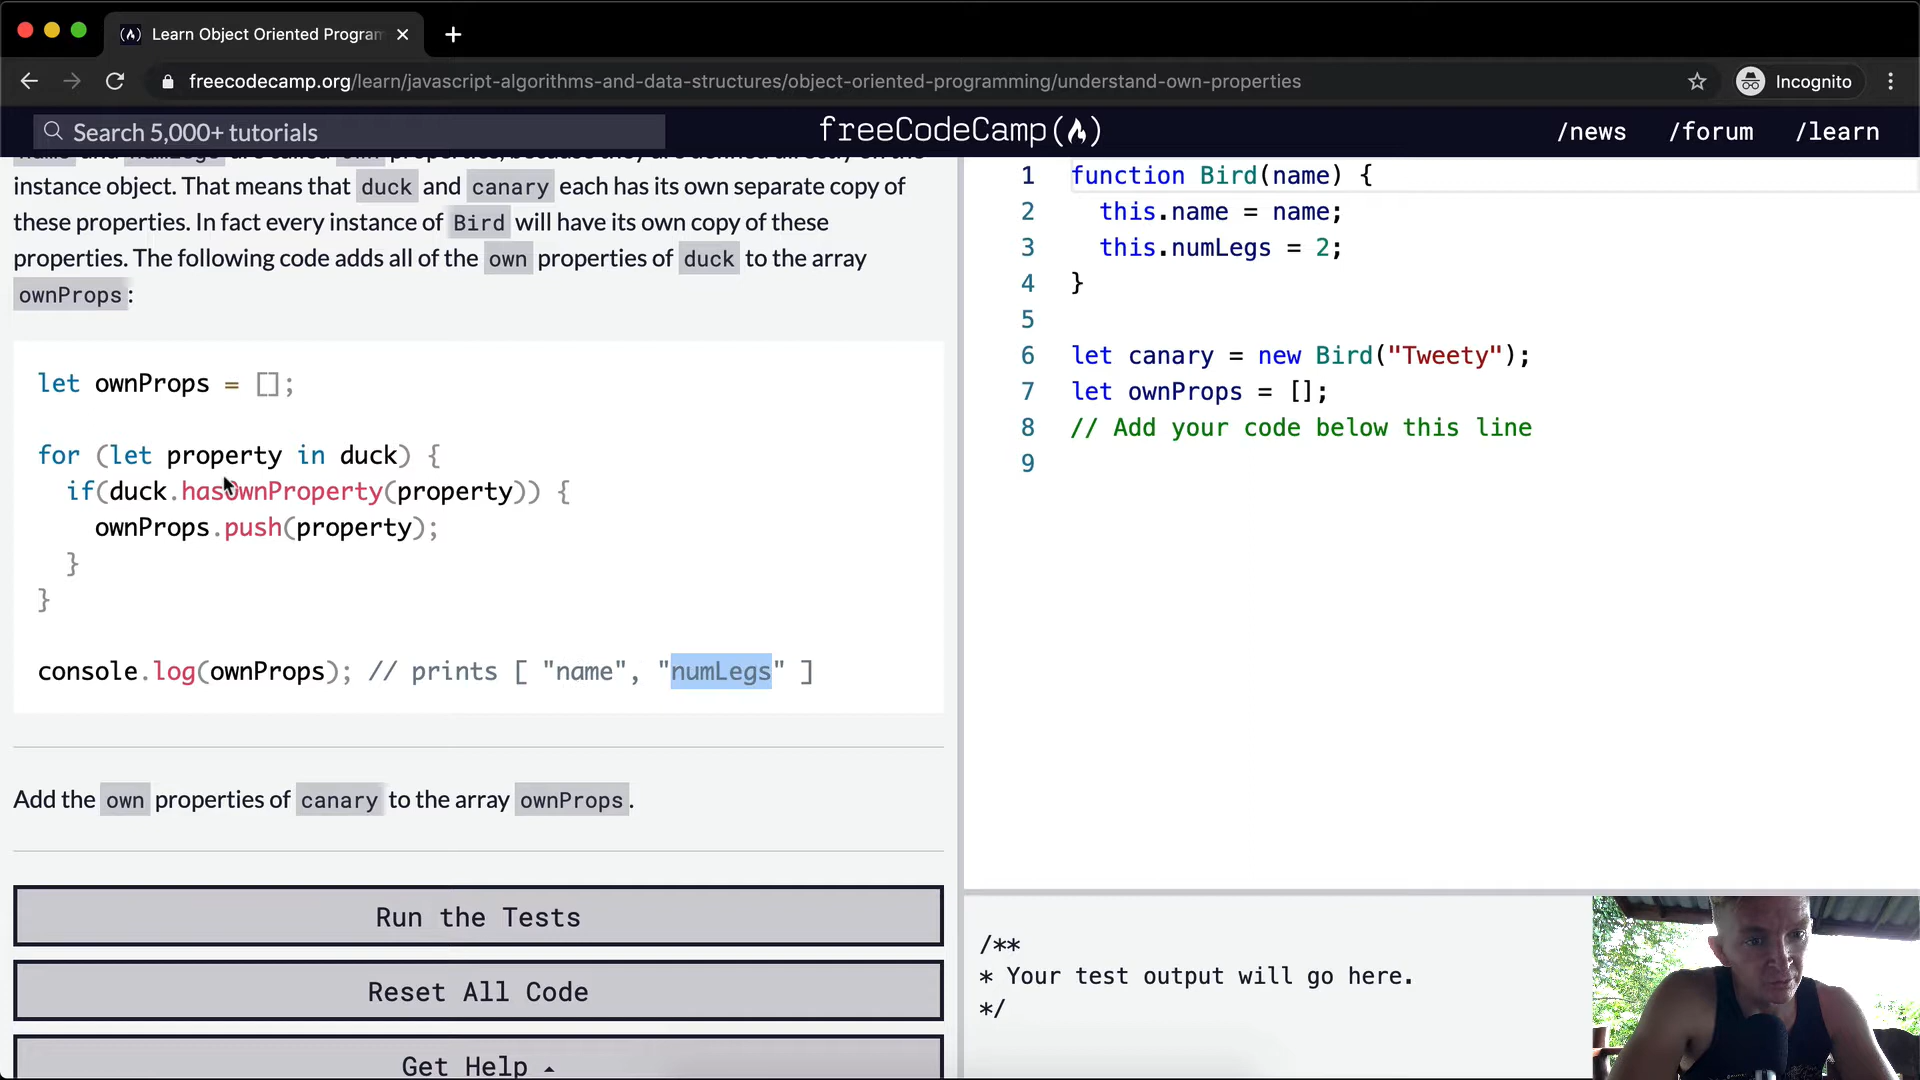 Learn Object Oriented Program
freecodecamp.org/learn/javascript-algorithms-and-data-structures/object-oriented-programming/understand-own-properties
Incognito
Search 5,000+ tutorials
freeCodeCamp(🔥)
/news
/forum
/learn
instance object. That means that duck and canary each has its own separate copy of
these properties. In fact every instance of Bird will have its own copy of these
properties. The following code adds all of the own properties of duck to the array
ownProps:
let ownProps = [];
for (let property in duck) {
if(duck.hasOwnProperty(property)) {
ownProps.push(property);
}
}
console.log(ownProps); // prints [ "name", "numLegs" ]
Add the own properties of canary to the array ownProps.
Run the Tests
Reset All Code
Get Help
1 function Bird(name) {
2 this.name = name;
3 this.numLegs = 2;
4 }
5
6 let canary = new Bird("Tweety");
7 let ownProps = [];
8 // Add your code below this line
9
/**
* Your test output will go here.
*/